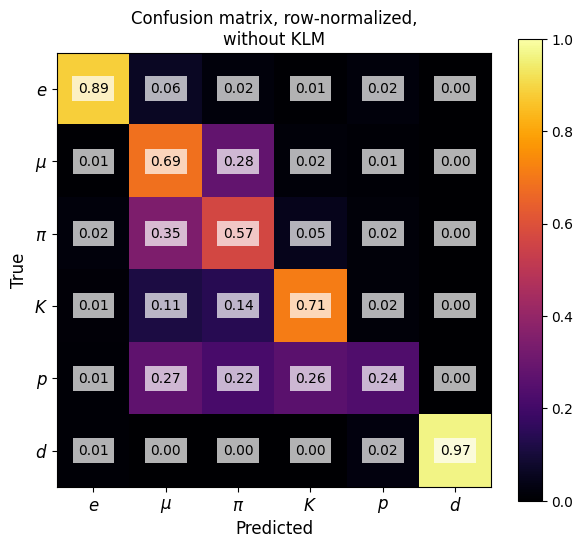 Confusion matrix, row-normalized,
without KLM
1.0
e 0.89 0.06 0.02 0.01 0.02 0.00
μ 0.01 0.69 0.28 0.02 0.01 0.00
0.8
π 0.02 0.35 0.57 0.05 0.02 0.00
0.6
True
K 0.01 0.11 0.14 0.71 0.02 0.00
0.4
p 0.01 0.27 0.22 0.26 0.24 0.00
0.2
d 0.01 0.00 0.00 0.00 0.02 0.97
0.0
e μ π K p d
Predicted